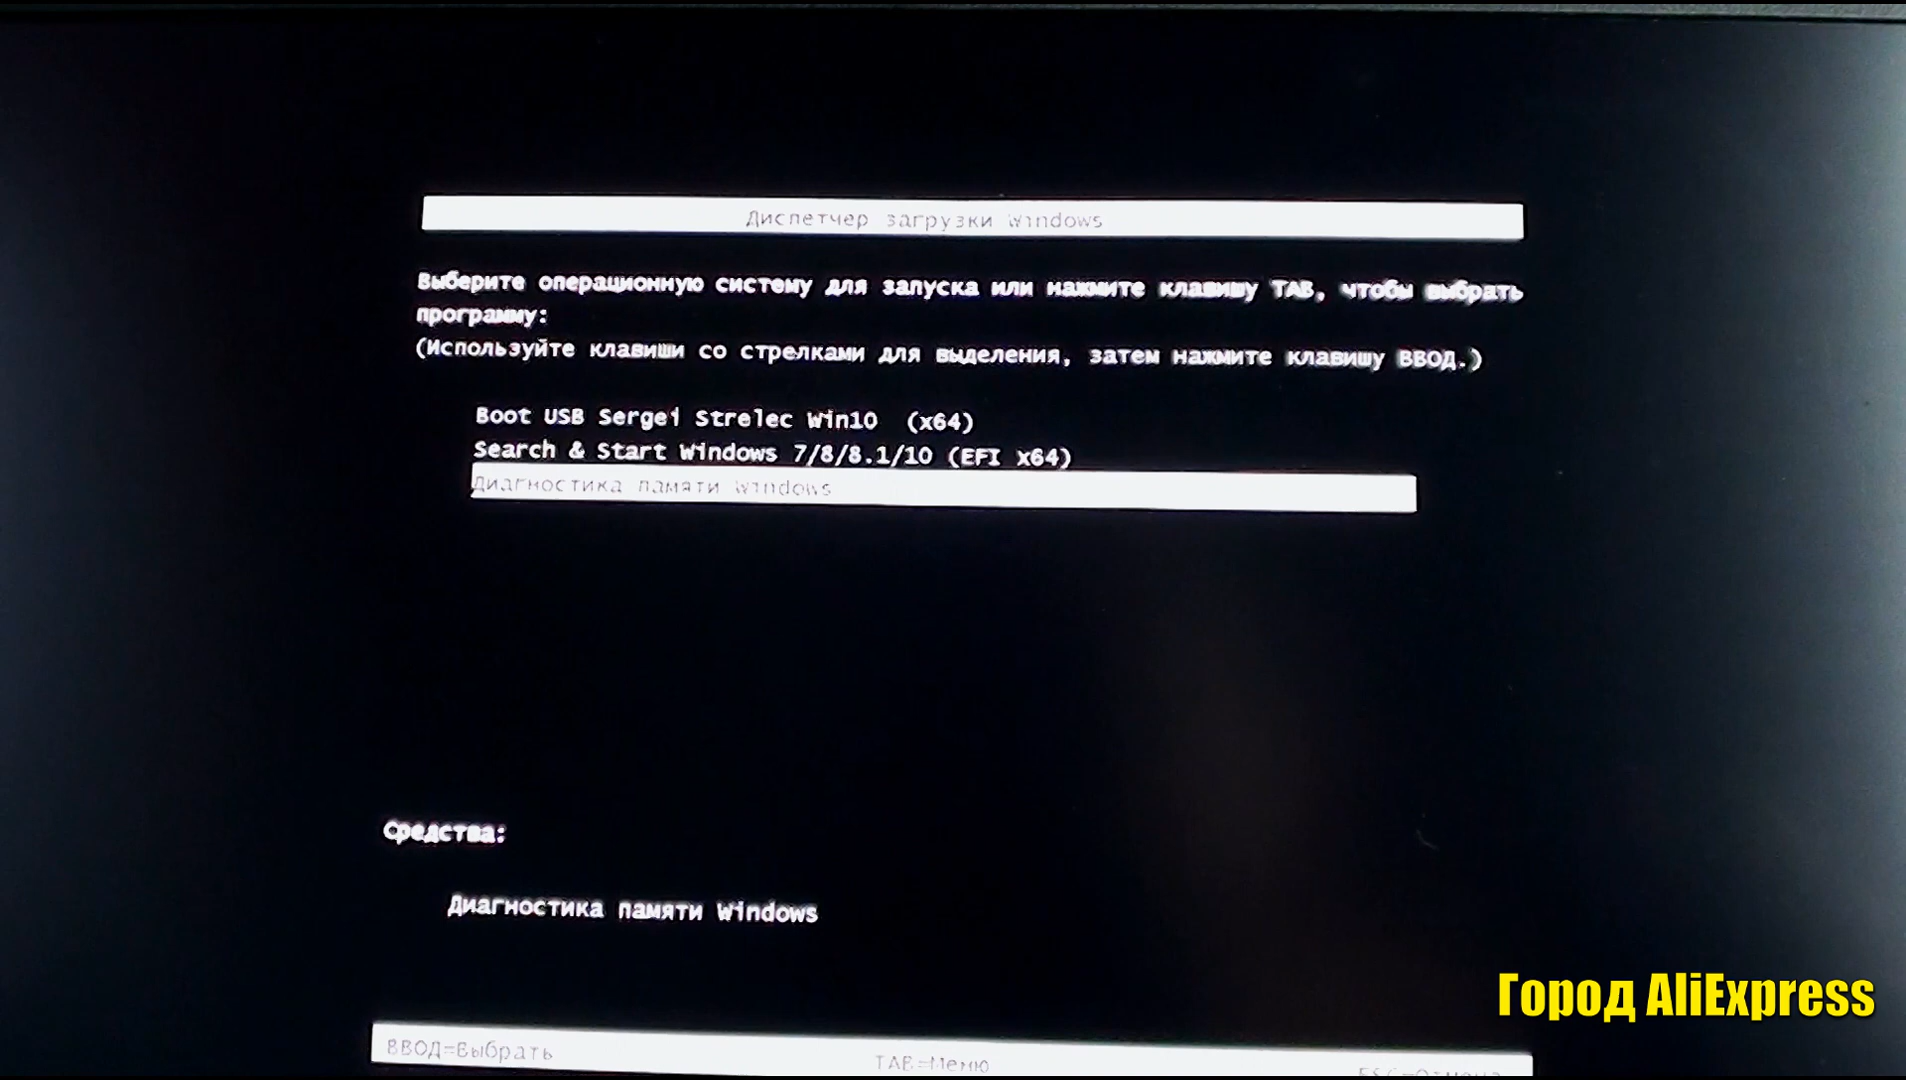 Диспетчер загрузки Windows
Выберите операционную систему для запуска или нажмите клавишу TAB, чтобы выбрать
программу:
(Используйте клавиши со стрелками для выделения, затем нажмите клавишу ВВОД.)
Boot USB Sergei Strelec Win10 (x64)
Search & Start Windows 7/8/8.1/10 (EFI x64)
Диагностика памяти Windows
Средства:
Диагностика памяти Windows
Город AliExpress
ВВОД=Выбрать TAB=Меню ESC=Отмена